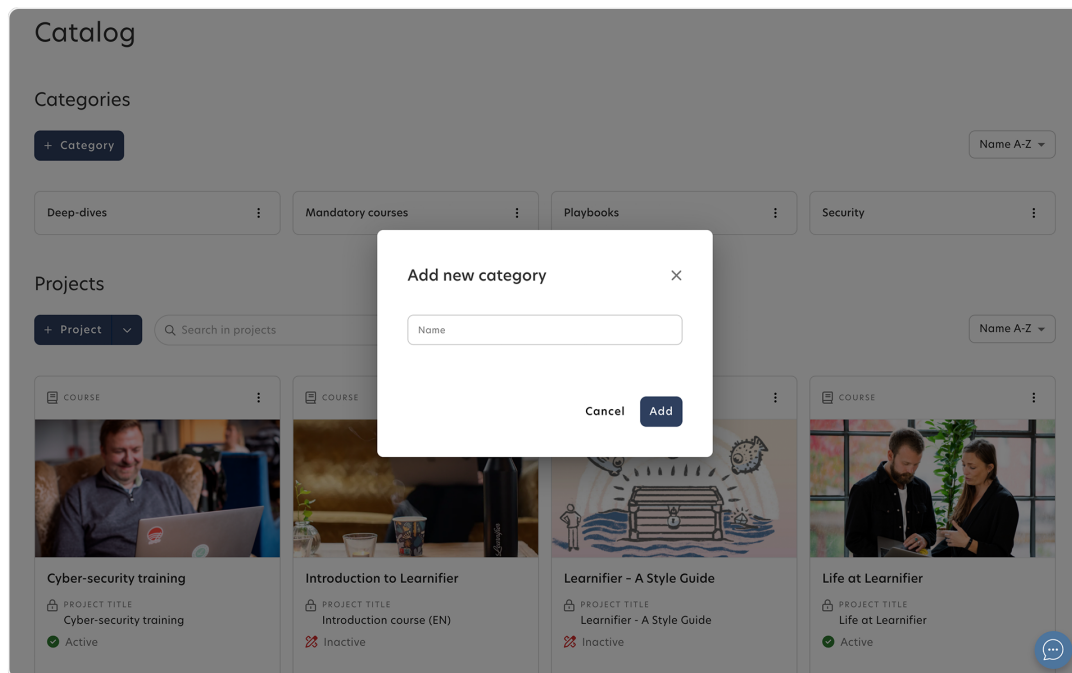 Catalog
Categories
+ Category
Name A-Z
Deep-dives
Mandatory courses
Playbooks
Security
Add new category
Name
Cancel
Add
Projects
+ Project
Search in projects
Name A-Z
COURSE
COURSE
COURSE
Learnifier
Cyber-security training
Introduction to Learnifier
Learnifier - A Style Guide
Life at Learnifier
PROJECT TITLE
PROJECT TITLE
PROJECT TITLE
PROJECT TITLE
Cyber-security training
Introduction course (EN)
Learnifier - A Style Guide
Life at Learnifier
Active
Inactive
Inactive
Active